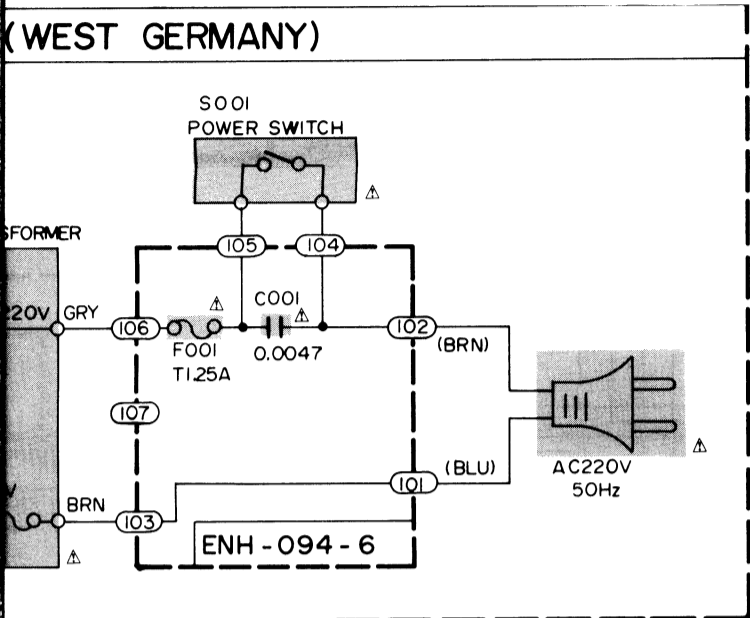 (WEST GERMANY)
S001
POWER SWITCH
SFORMER
105
104
220V
GRY
C001
106
102
F001
0.0047
(BRN)
T1.25A
107
(BLU)
AC220V
101
50Hz
BRN
103
ENH-094-6